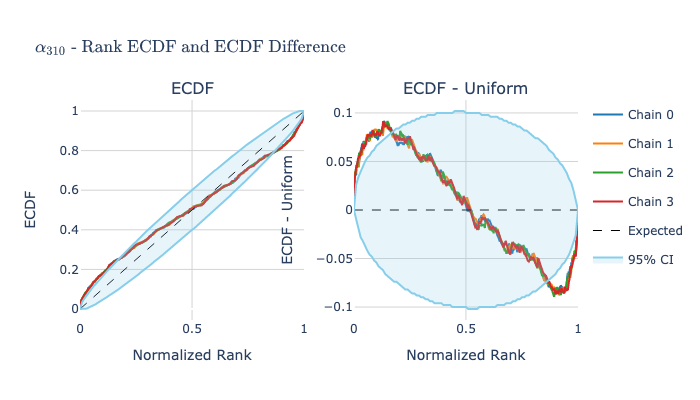 α310 - Rank ECDF and ECDF Difference
ECDF
ECDF - Uniform
1
0.8
0.6
0.4
0.2
0
0
0.5
1
ECDF
Normalized Rank
0.1
0.05
0
−0.05
−0.1
0
0.5
1
ECDF - Uniform
Normalized Rank
Chain 0
Chain 1
Chain 2
Chain 3
Expected
95% CI